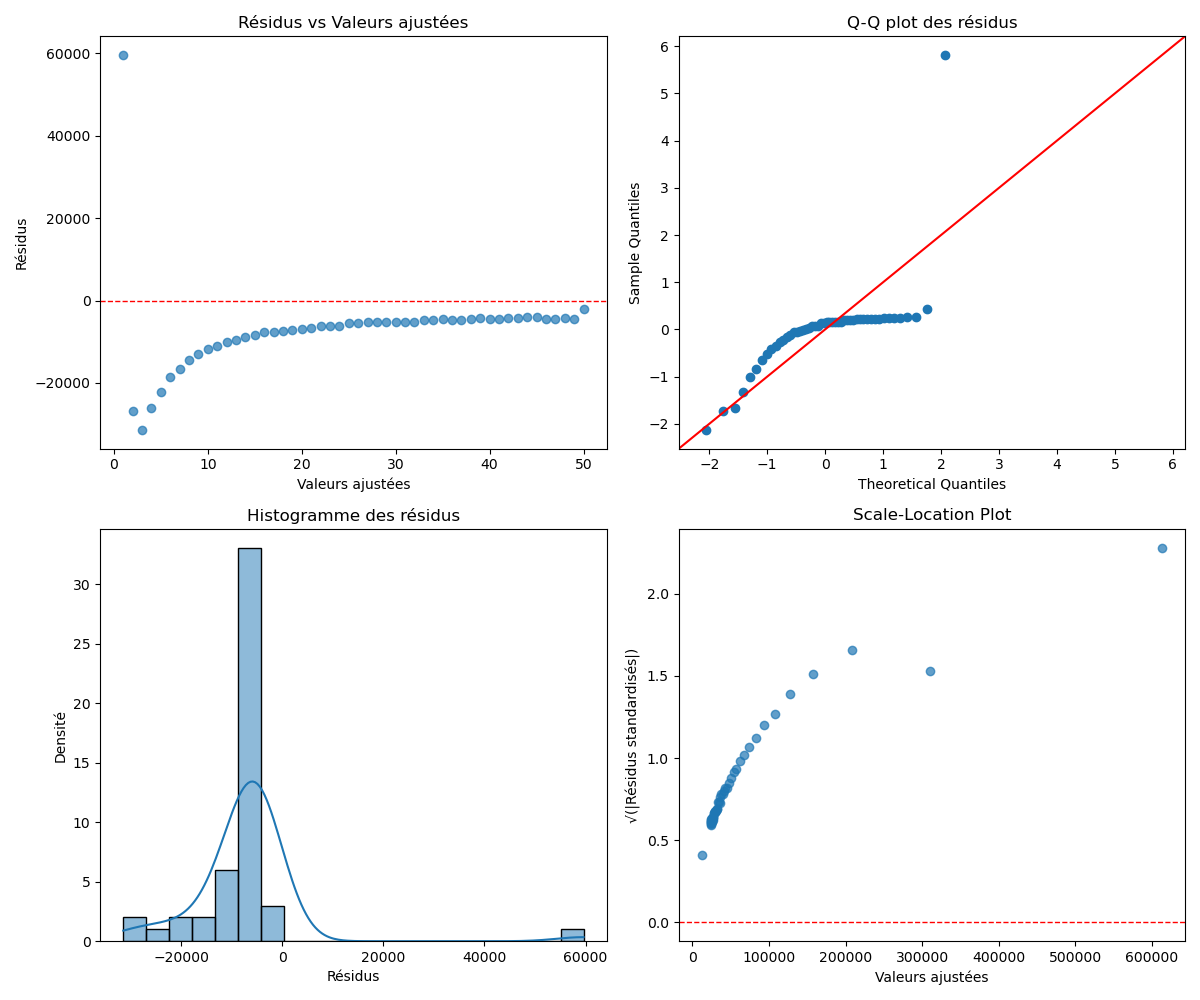 Résidus vs Valeurs ajustées
60000
40000
20000
0
−20000
Résidus
0 10 20 30 40 50
Valeurs ajustées
Q-Q plot des résidus
6
5
4
3
2
1
0
−1
−2
Sample Quantiles
−2 −1 0 1 2 3 4 5 6
Theoretical Quantiles
Histogramme des résidus
30
25
20
15
10
5
0
Densité
−20000 0 20000 40000 60000
Résidus
Scale-Location Plot
2.0
1.5
1.0
0.5
0.0
√(|Résidus standardisés|)
0 100000 200000 300000 400000 500000 600000
Valeurs ajustées